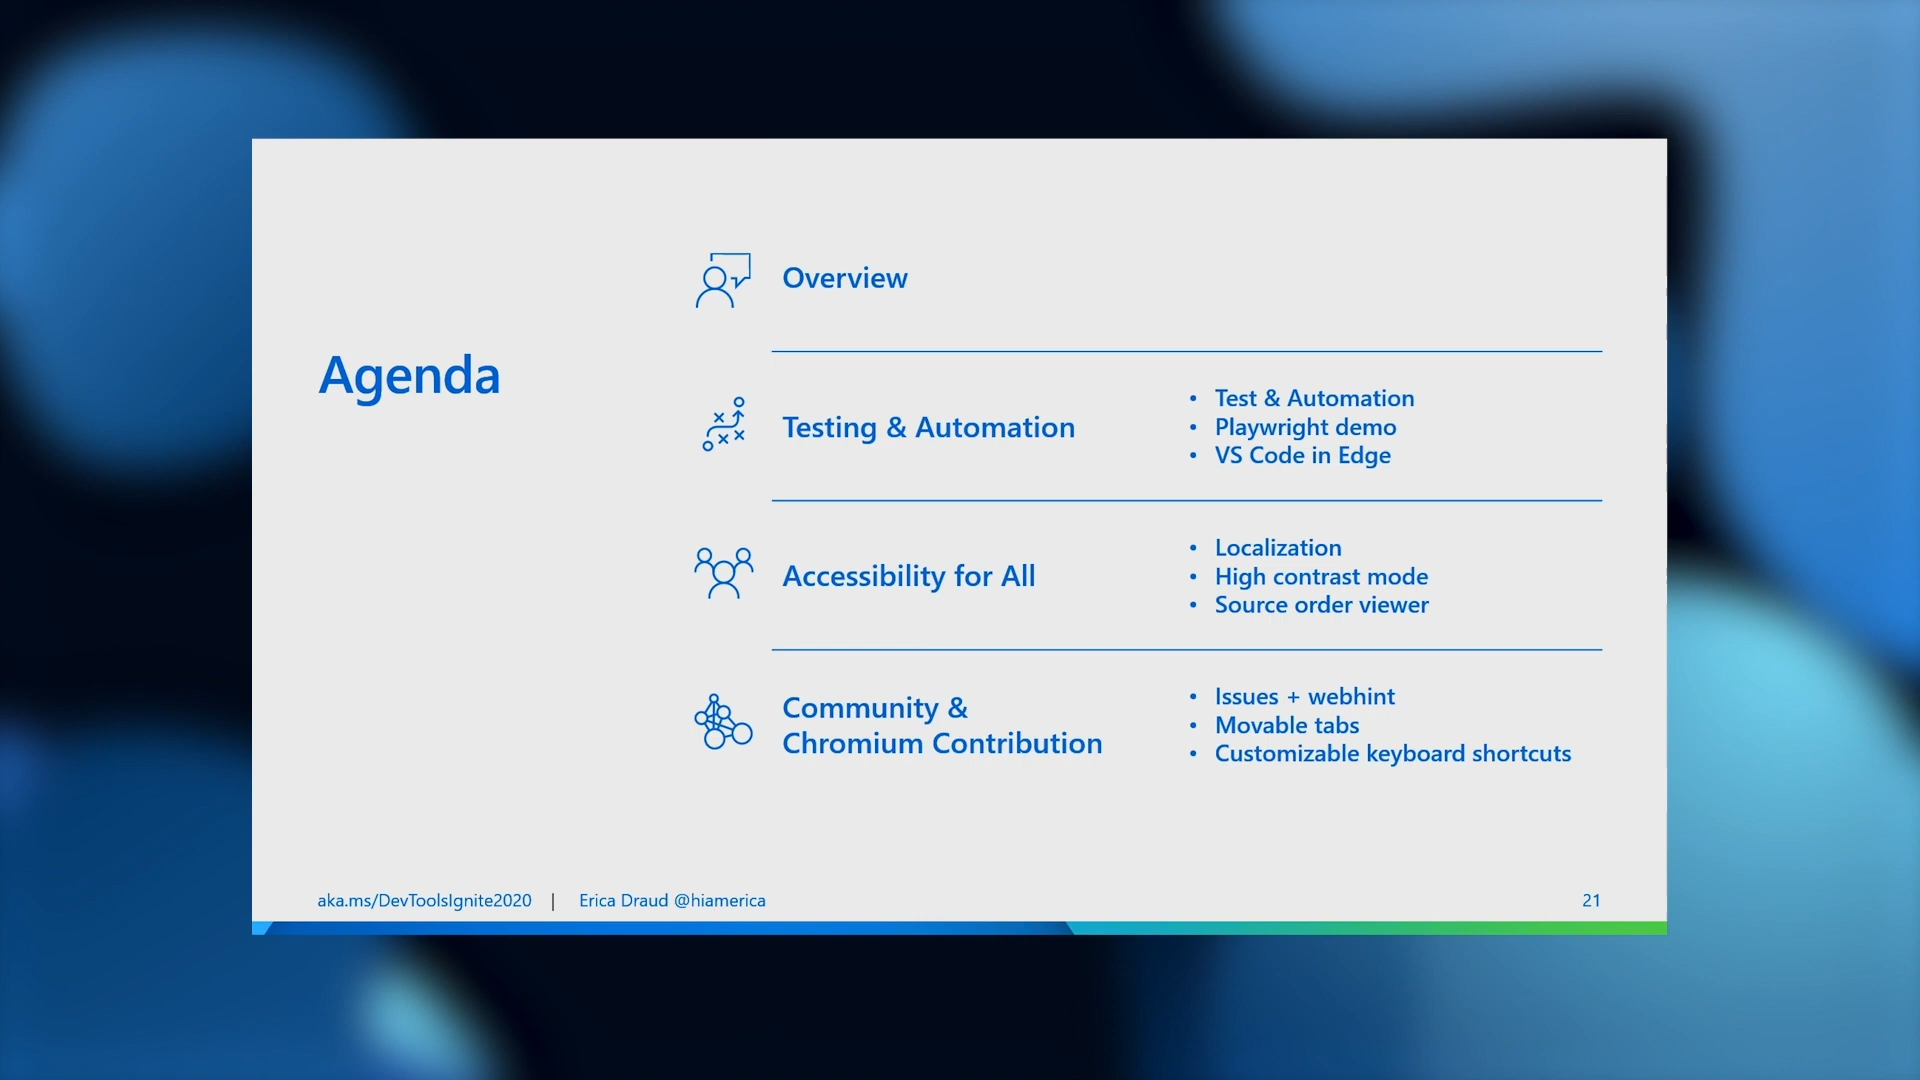 Agenda
Overview
Testing & Automation
• Test & Automation
• Playwright demo
• VS Code in Edge
Accessibility for All
• Localization
• High contrast mode
• Source order viewer
Community &
Chromium Contribution
• Issues + webhint
• Movable tabs
• Customizable keyboard shortcuts
aka.ms/DevToolsIgnite2020 | Erica Draud @hiamerica
21